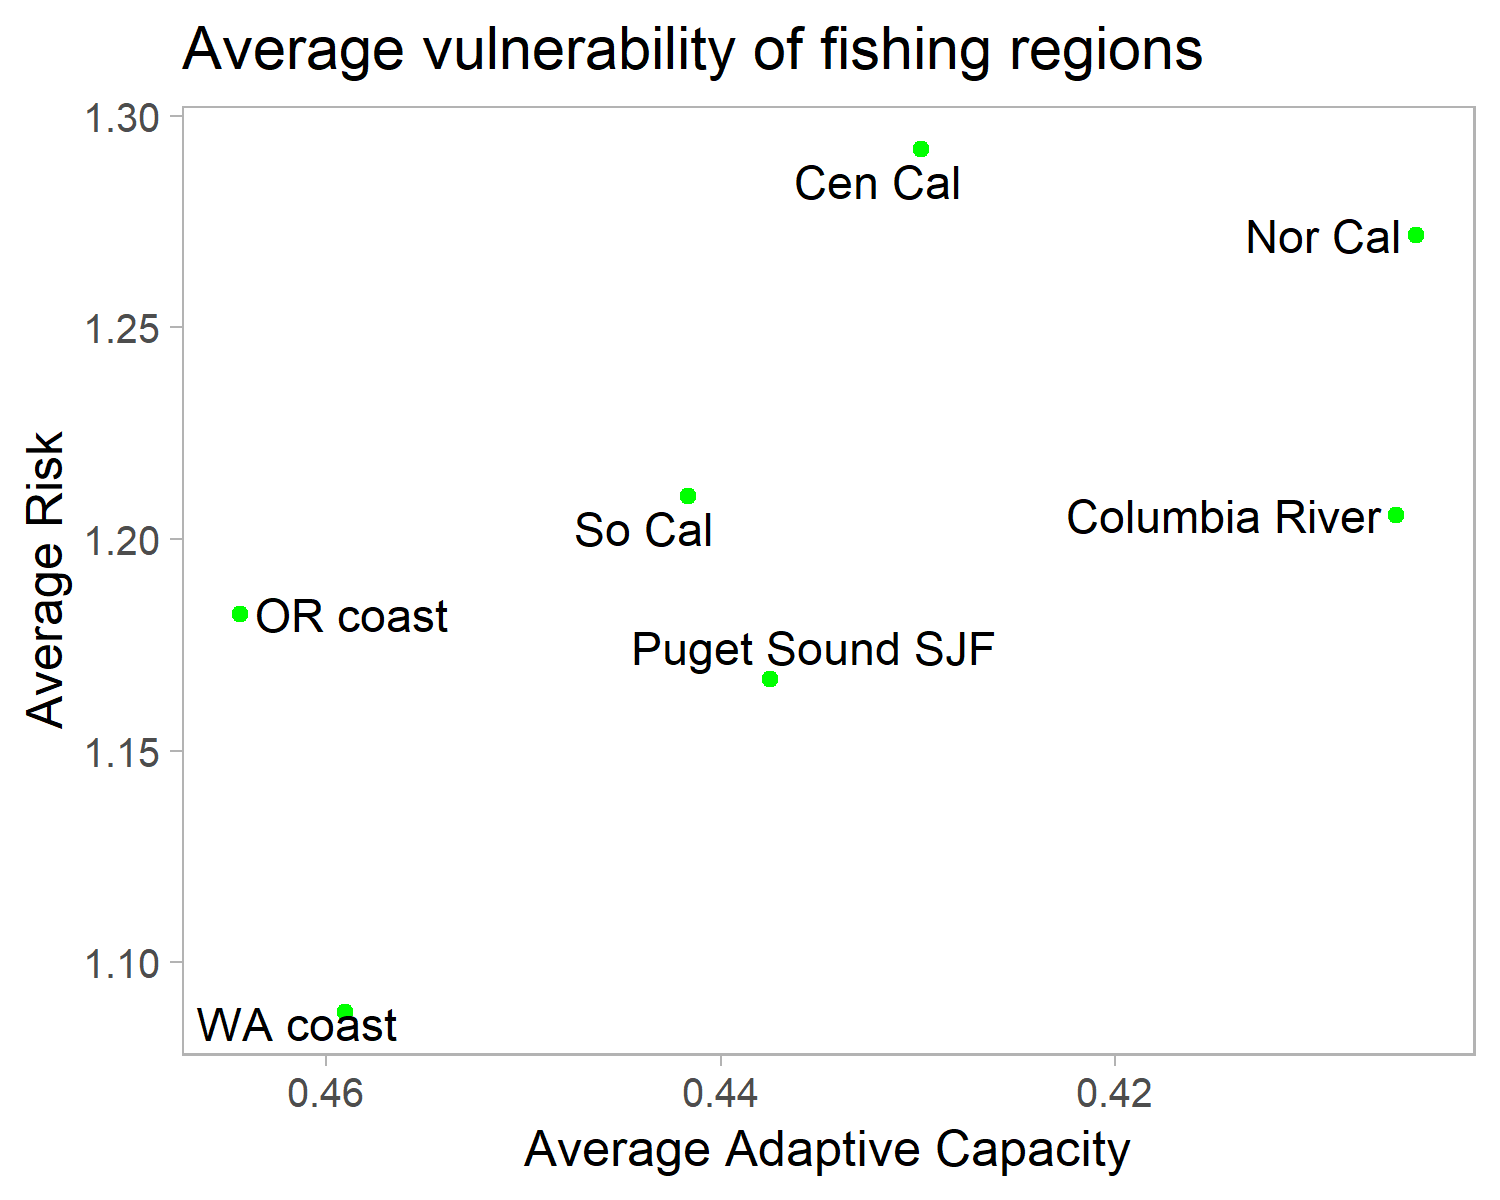 Average vulnerability of fishing regions
1.30
1.25
1.20
1.15
1.10
Average Risk
Cen Cal
Nor Cal
So Cal
Columbia River
OR coast
Puget Sound SJF
WA coast
0.46
0.44
0.42
Average Adaptive Capacity